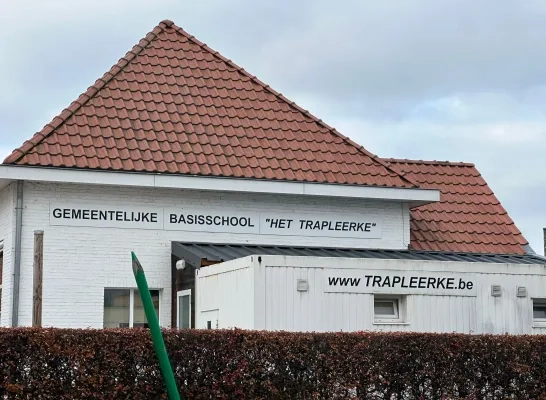 GEMEENTELIJKE BASISSCHOOL "HET TRAPLEERKE"
www TRAPLEERKE.be